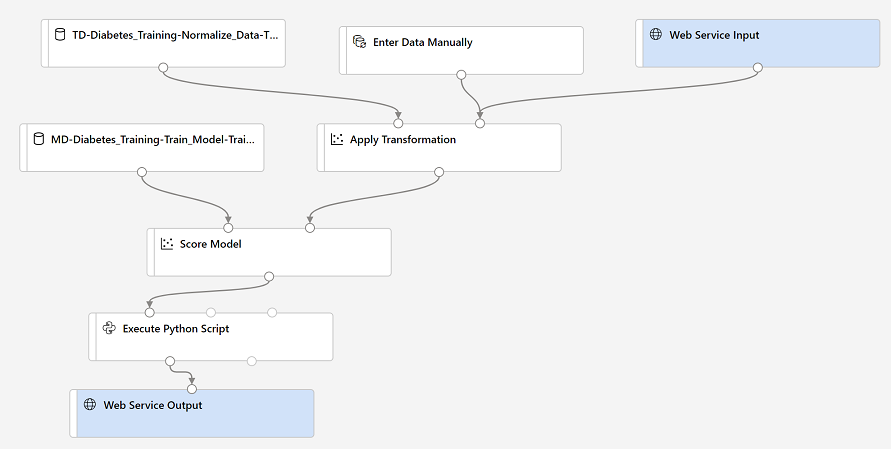 TD-Diabetes_Training-Normalize_Data-T...
Enter Data Manually
Web Service Input
MD-Diabetes_Training-Train_Model-Trai...
Apply Transformation
Score Model
Execute Python Script
Web Service Output